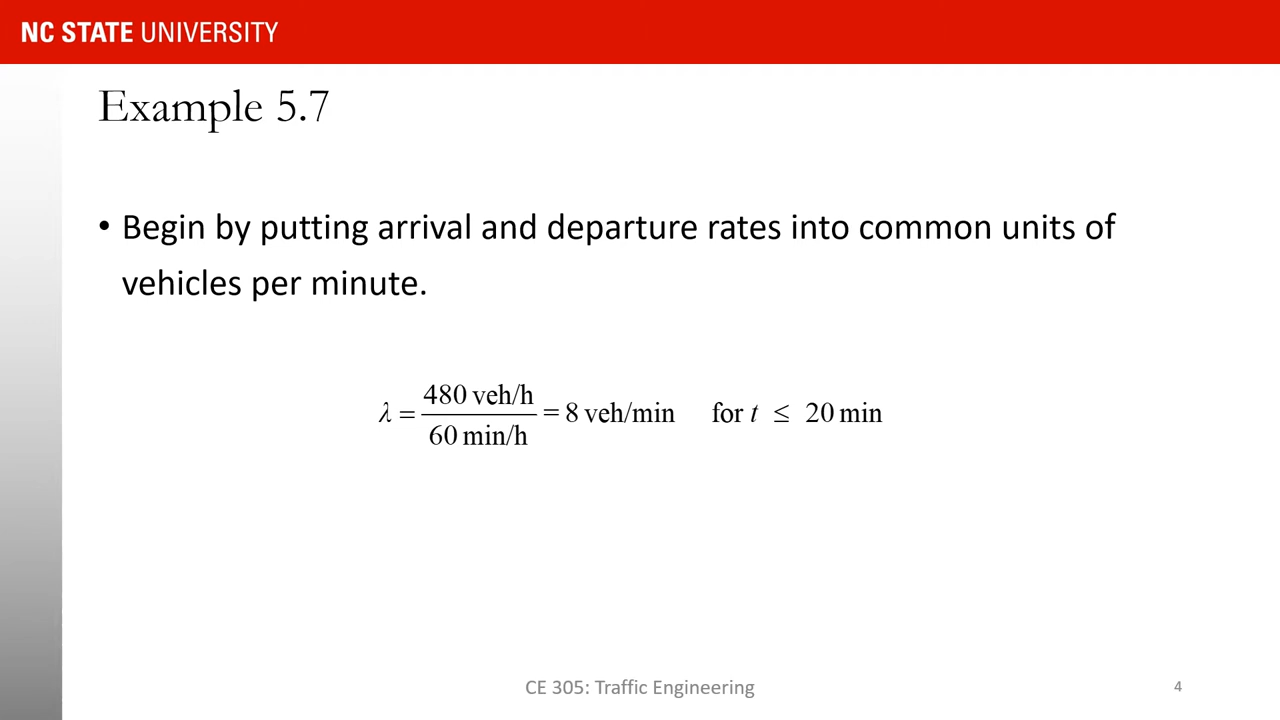 NC STATE UNIVERSITY
Example 5.7
• Begin by putting arrival and departure rates into common units of
vehicles per minute.
λ = 480 veh/h / 60 min/h = 8 veh/min for t ≤ 20 min
CE 305: Traffic Engineering
4